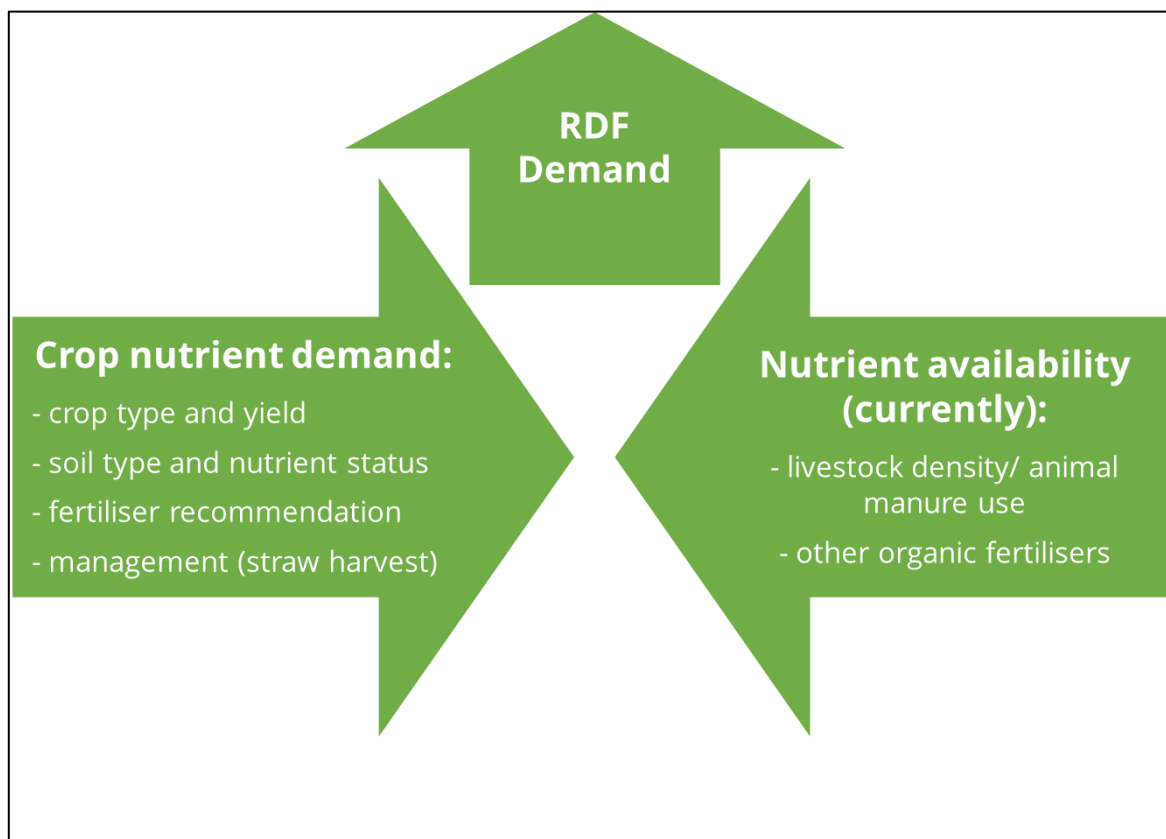 RDF
Demand
Crop nutrient demand:
- crop type and yield
- soil type and nutrient status
- fertiliser recommendation
- management (straw harvest)
Nutrient availability
(currently):
- livestock density/ animal
manure use
- other organic fertilisers